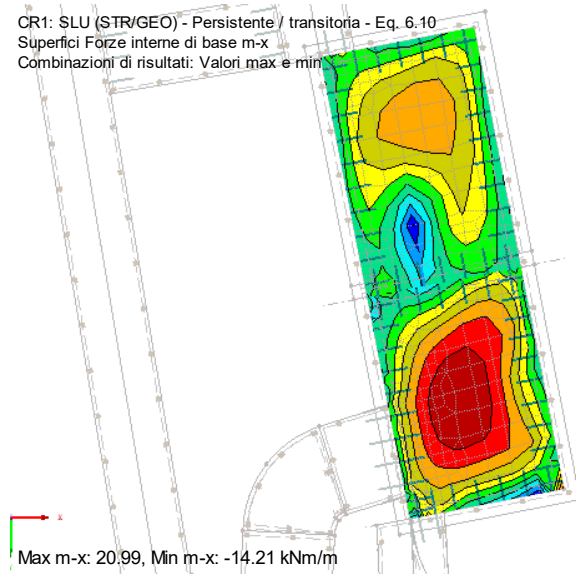 CR1: SLU (STR/GEO) - Persistente / transitoria - Eq. 6.10
Superfici Forze interne di base m-x
Combinazioni di risultati: Valori max e min
x
Max m-x: 20.99, Min m-x: -14.21 kNm/m